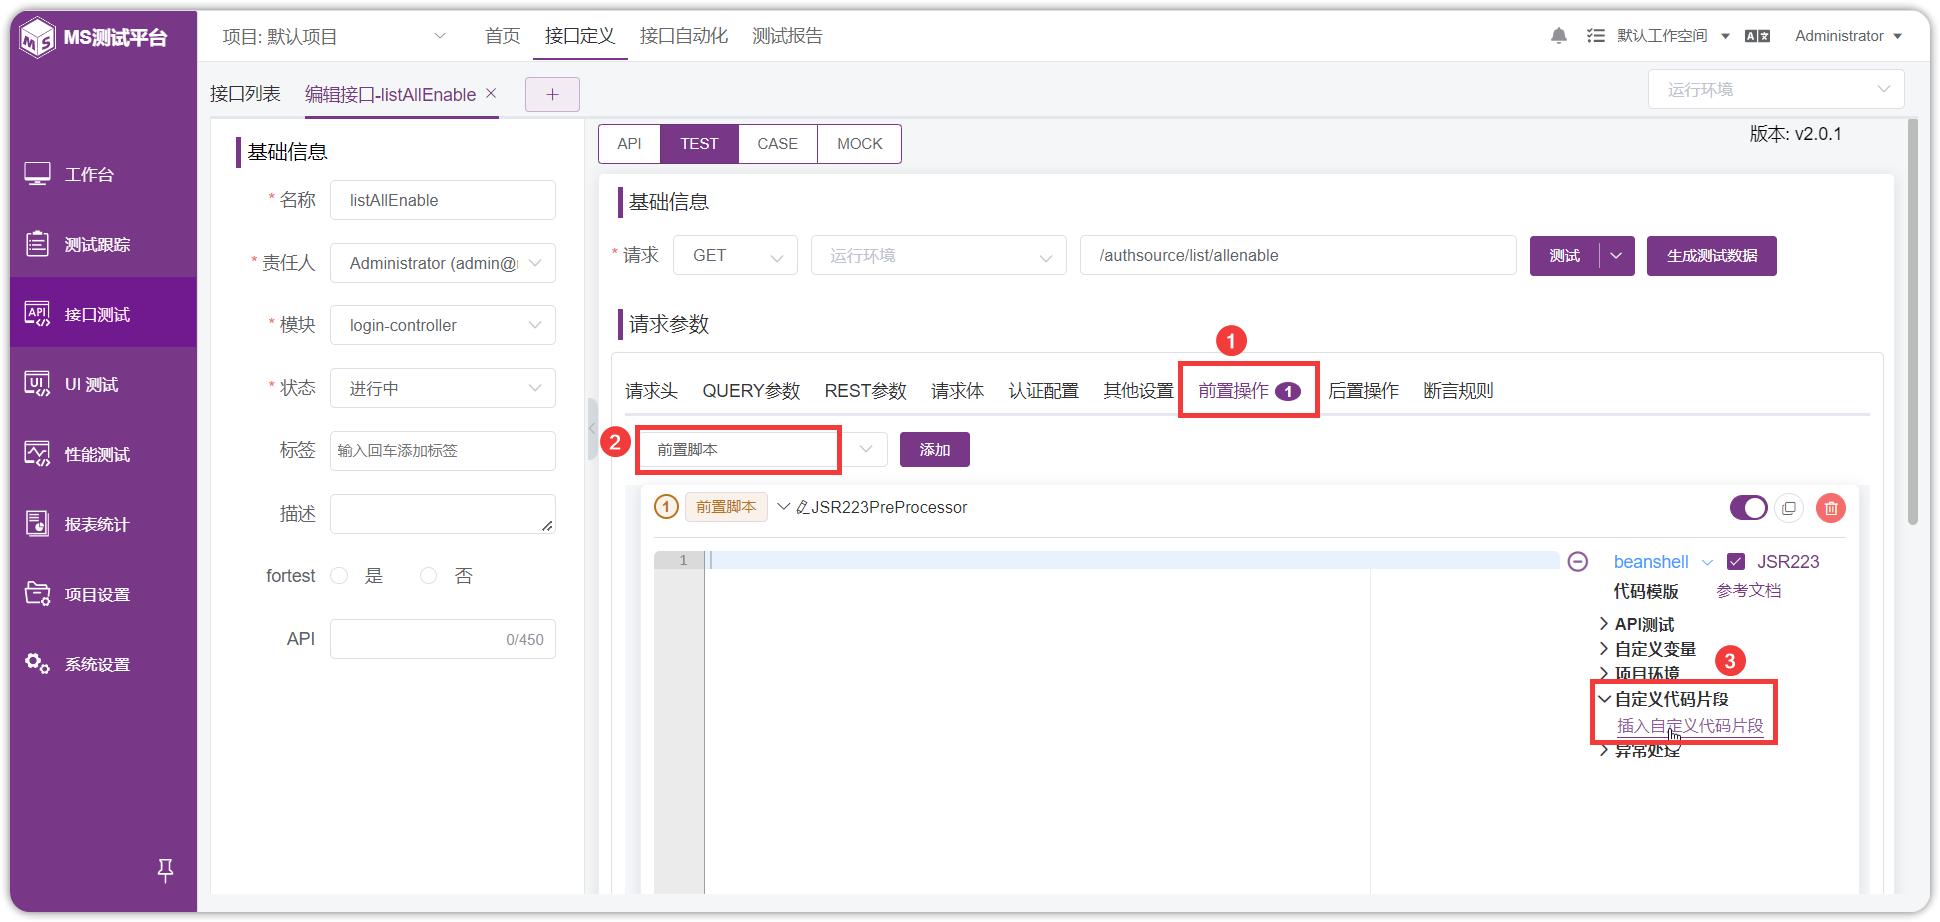 MS测试平台
项目: 默认项目
首页
接口定义
接口自动化
测试报告
默认工作空间
Administrator
接口列表
编辑接口-listAllEnable
+
运行环境
工作台
测试跟踪
接口测试
UI 测试
性能测试
报表统计
项目设置
系统设置
基础信息
* 名称
listAllEnable
* 责任人
Administrator (admin@
* 模块
login-controller
* 状态
进行中
标签
输入回车添加标签
描述
fortest
是
否
API
0/450
API
TEST
CASE
MOCK
版本: v2.0.1
基础信息
* 请求
GET
运行环境
/authsource/list/allenable
测试
生成测试数据
请求参数
1
请求头
QUERY参数
REST参数
请求体
认证配置
其他设置
前置操作 1
后置操作
断言规则
2
前置脚本
添加
1
前置脚本
JSR223PreProcessor
1
beanshell
JSR223
代码模版
参考文档
API测试
自定义变量
3
项目环境
自定义代码片段
插入自定义代码片段
异常处理